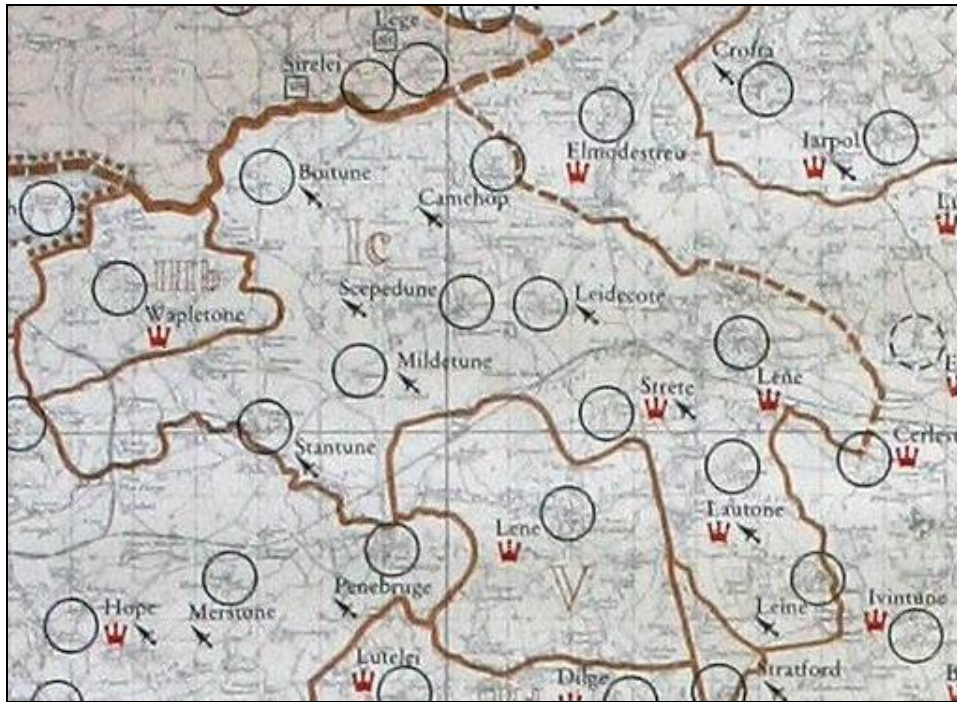 Lege
Sirelei
Crofta
Elmodestreu
Iarpol
Boitune
Camehop
Ic
IIIb
Scepedune
Leidecote
Wapletone
Mildetune
Strete
Lene
Stantune
Lautone
Lene
V
Penebruge
Leine
Ivintune
Hope
Merstone
Lutelei
Stratford
Dilge